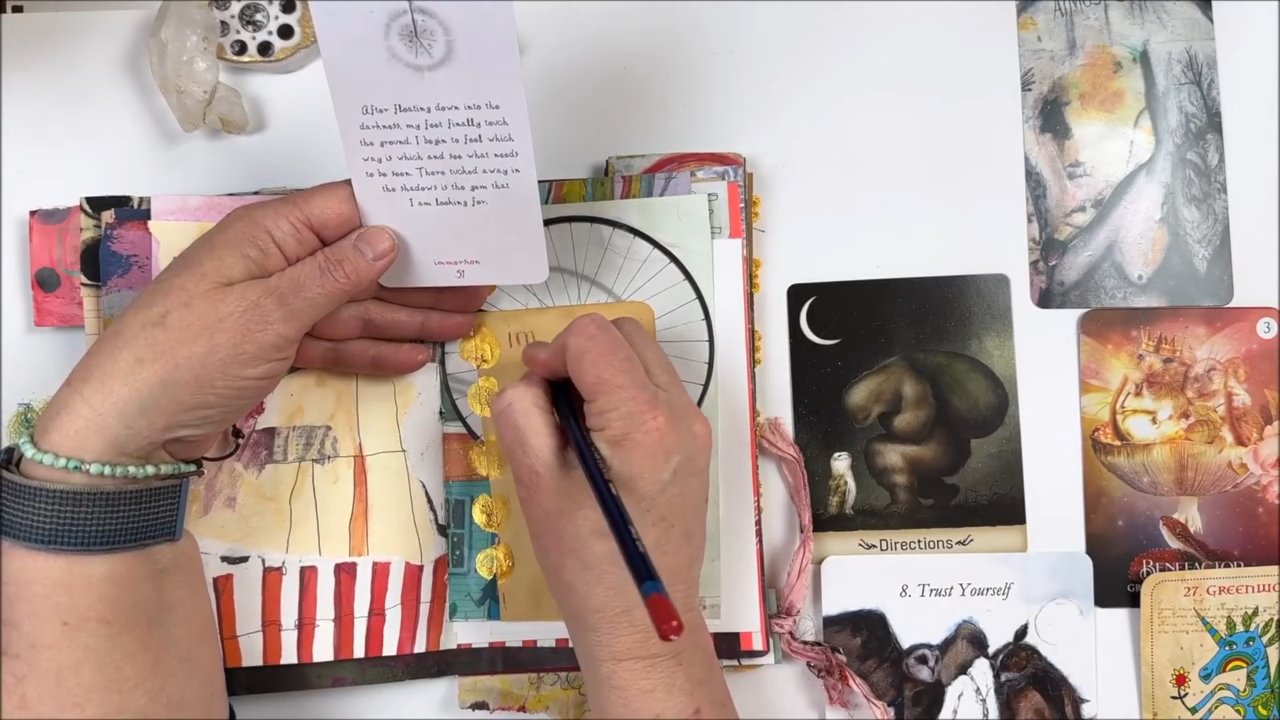 After floating down into the
darkness, my feet finally touch
the ground. I begin to feel which
way is which and see what needs
to be seen. There tucked away in
the shadows is the gem that
I am looking for.
immersion
51
im
Directions
8. Trust Yourself
3
BENEFACTOR
27. GREENWO